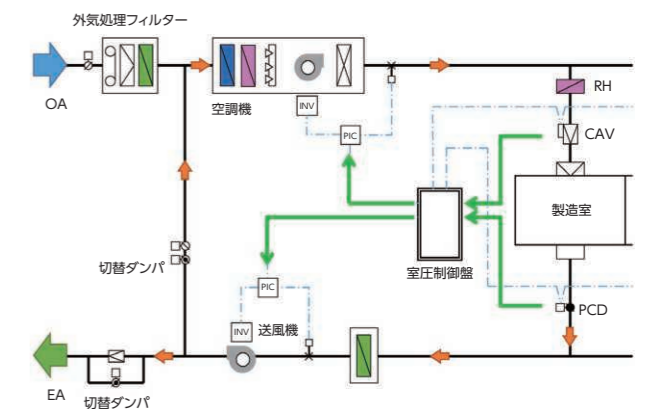 外気処理フィルター
OA
空調機
INV
PIC
RH
CAV
製造室
室圧制御盤
切替ダンパ
PIC
INV
送風機
PCD
EA
切替ダンパ